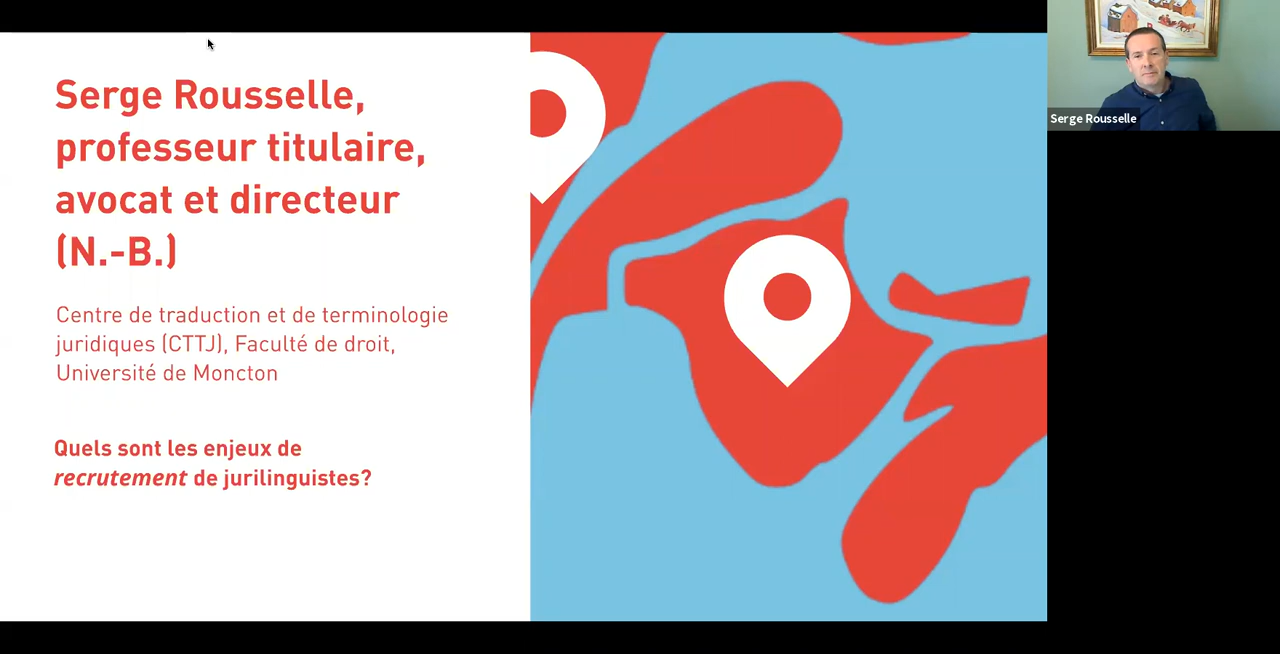 Serge Rousselle,
professeur titulaire,
avocat et directeur
(N.-B.)
Centre de traduction et de terminologie
juridiques (CTTJ), Faculté de droit,
Université de Moncton
Quels sont les enjeux de
recrutement de jurilinguistes?
Serge Rousselle